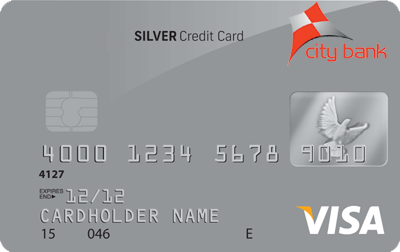 SILVER Credit Card
city bank
4000 1234 5678 9010
4127
EXPIRES
END▶ 12/12
CARDHOLDER NAME
VISA
15 046 E